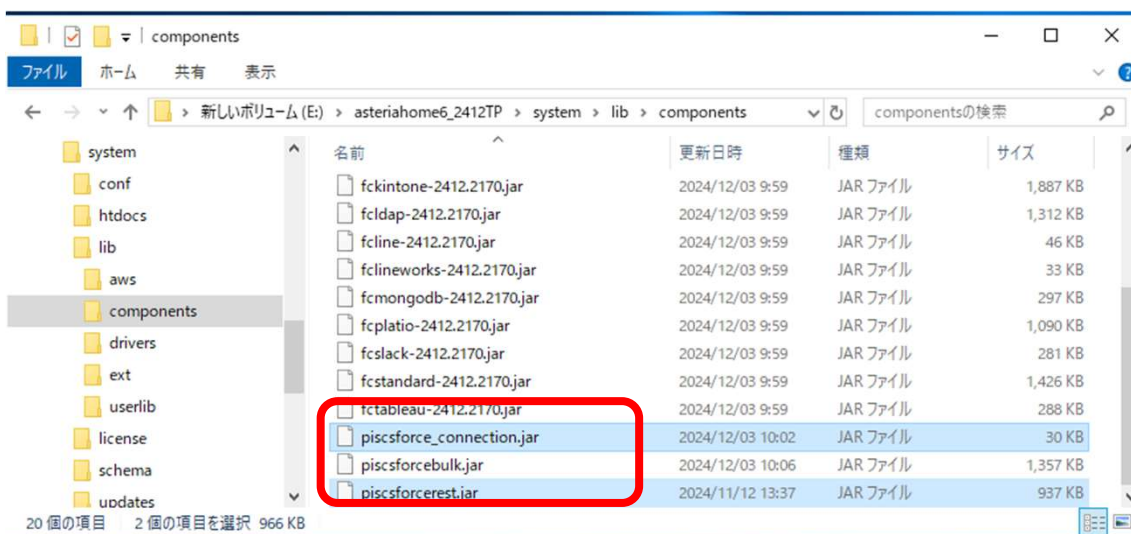 components
ファイル ホーム 共有 表示
新しいボリューム (E:) > asteriahome6_2412TP > system > lib > components componentsの検索
system
conf
htdocs
lib
aws
components
drivers
ext
userlib
license
schema
updates
名前 更新日時 種類 サイズ
fckintone-2412.2170.jar 2024/12/03 9:59 JAR ファイル 1,887 KB
fcldap-2412.2170.jar 2024/12/03 9:59 JAR ファイル 1,312 KB
fcline-2412.2170.jar 2024/12/03 9:59 JAR ファイル 46 KB
fclineworks-2412.2170.jar 2024/12/03 9:59 JAR ファイル 33 KB
fcmongodb-2412.2170.jar 2024/12/03 9:59 JAR ファイル 297 KB
fcplatio-2412.2170.jar 2024/12/03 9:59 JAR ファイル 1,090 KB
fcslack-2412.2170.jar 2024/12/03 9:59 JAR ファイル 281 KB
fcstandard-2412.2170.jar 2024/12/03 9:59 JAR ファイル 1,426 KB
fctableau-2412.2170.jar 2024/12/03 9:59 JAR ファイル 288 KB
piscsforce_connection.jar 2024/12/03 10:02 JAR ファイル 30 KB
piscsforcebulk.jar 2024/12/03 10:06 JAR ファイル 1,357 KB
piscsforcerest.jar 2024/11/12 13:37 JAR ファイル 937 KB
20 個の項目 2 個の項目を選択 966 KB